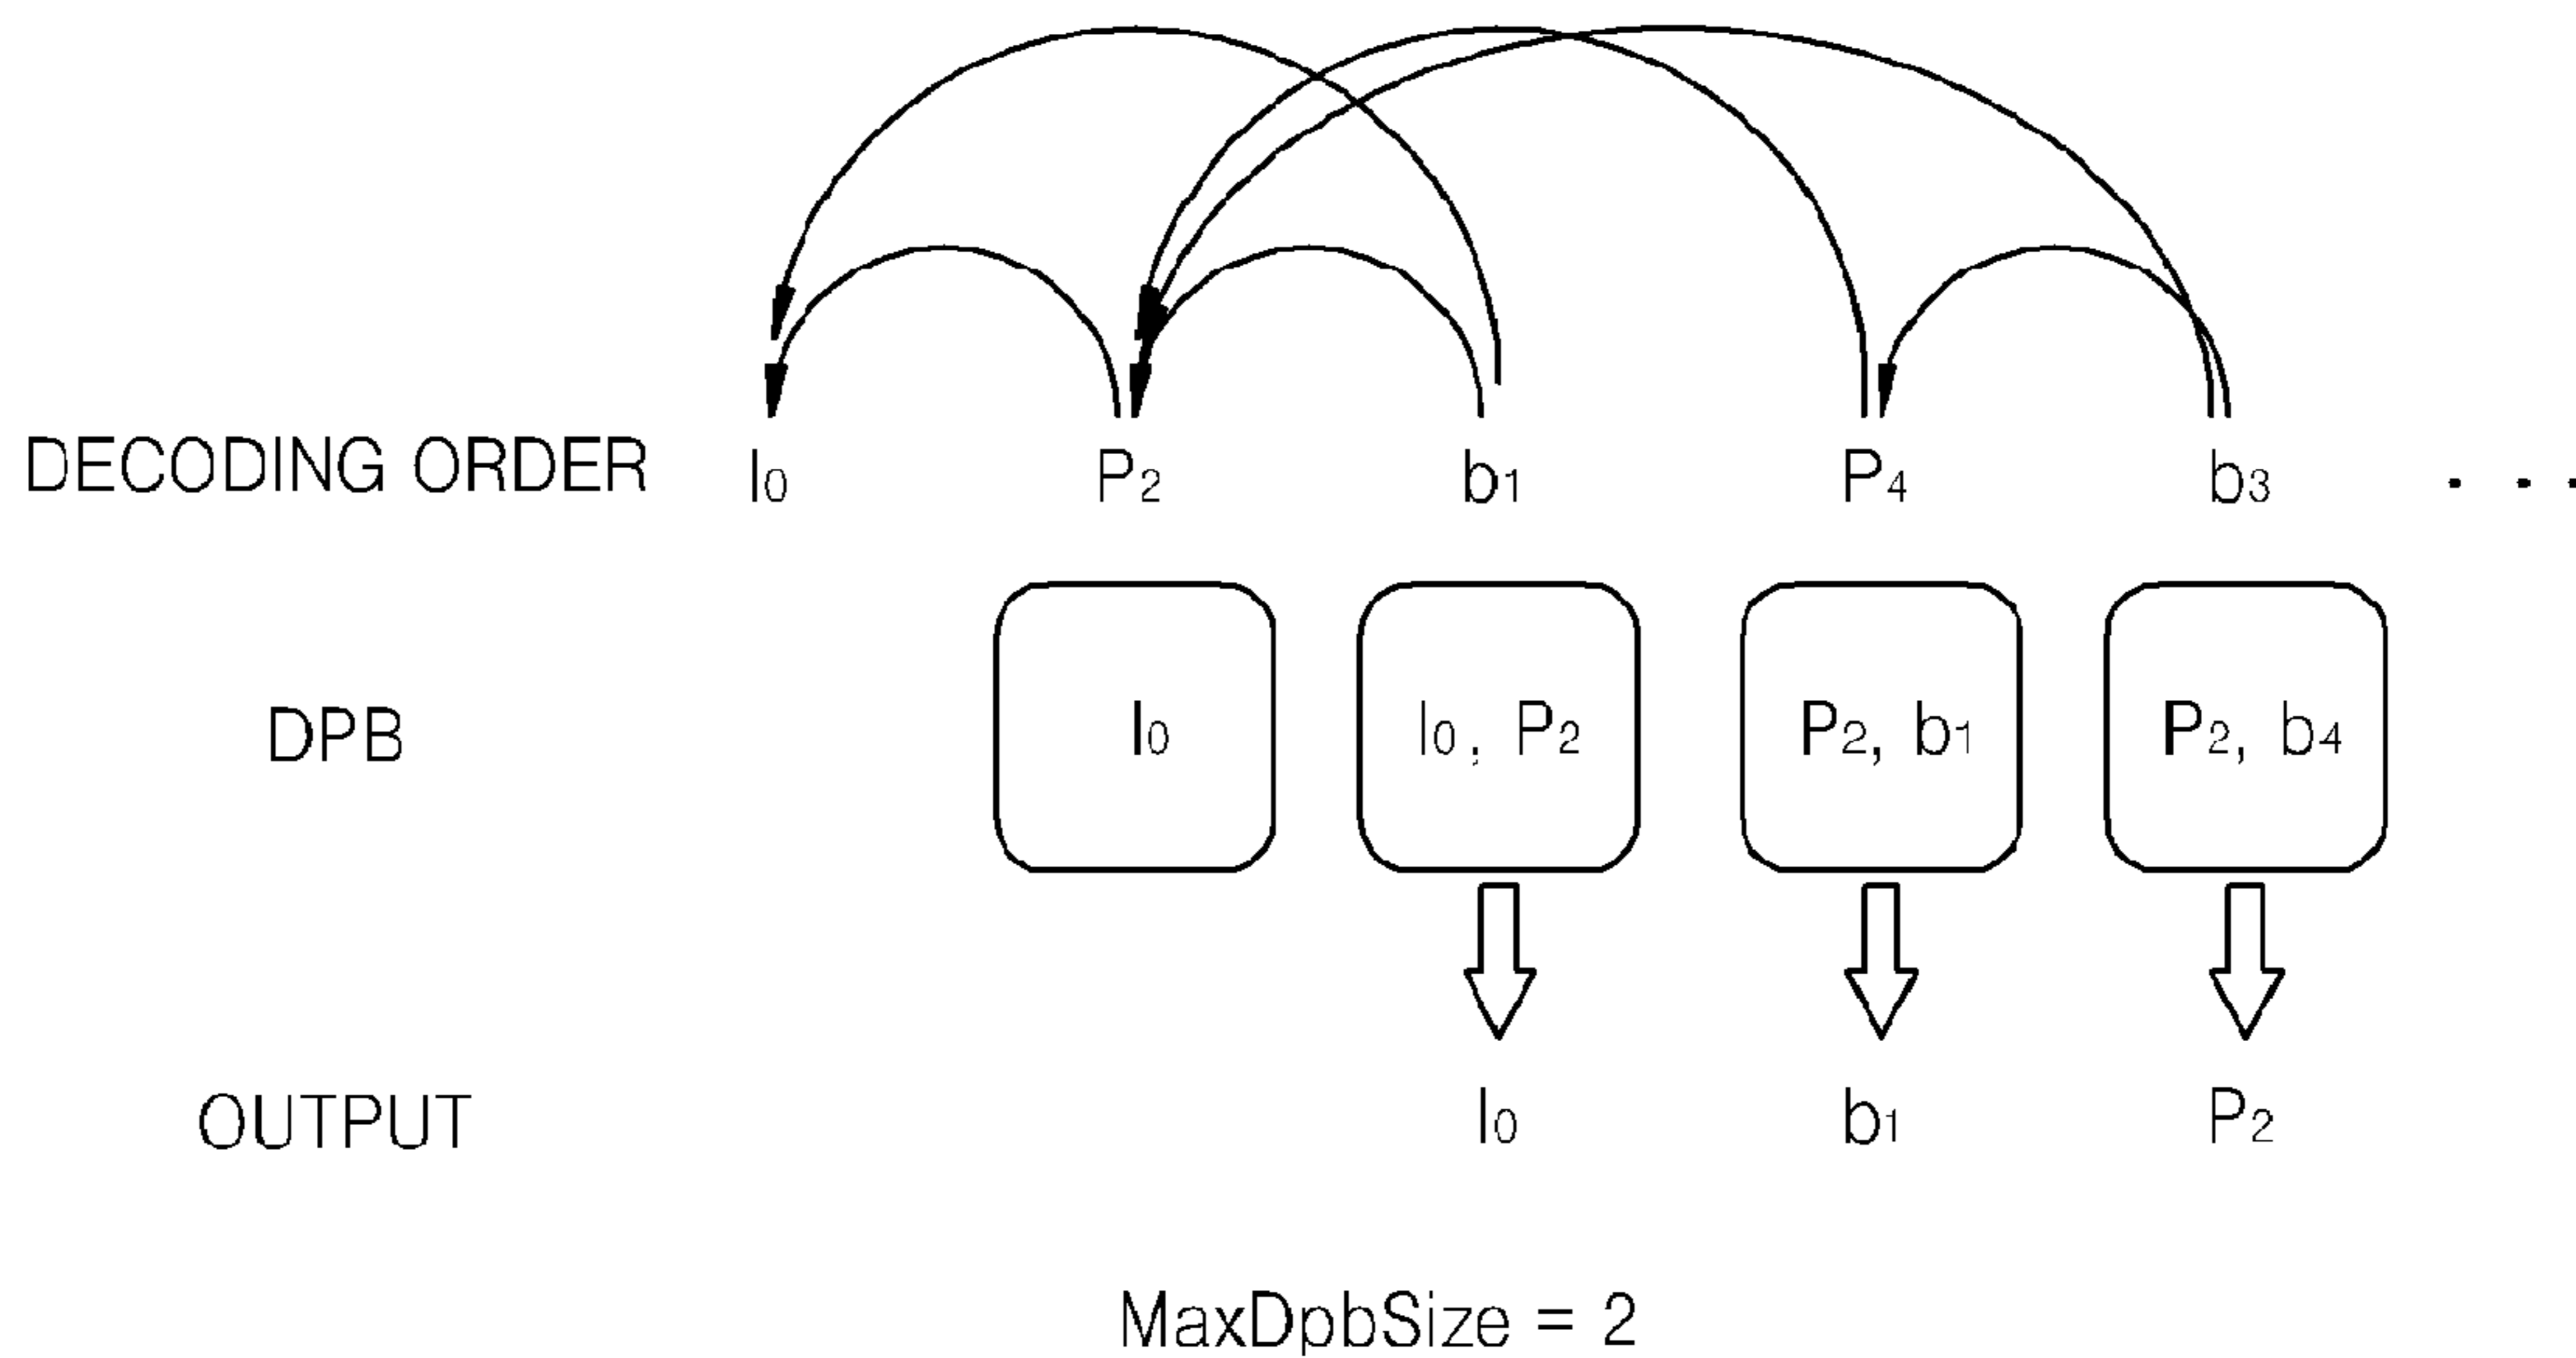 DECODING ORDER I0 P2 b1 P4 b3 . . .
DPB I0 I0, P2 P2, b1 P2, b4
OUTPUT I0 b1 P2
MaxDpbSize = 2